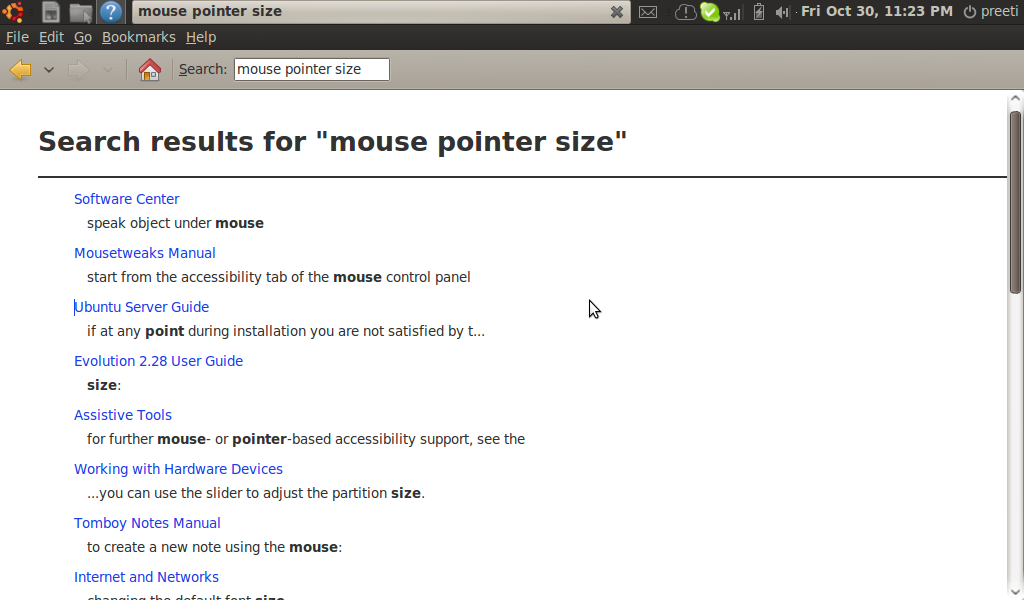 mouse pointer size
Fri Oct 30, 11:23 PM preeti
File Edit Go Bookmarks Help
Search: mouse pointer size
Search results for "mouse pointer size"
Software Center
speak object under mouse
Mousetweaks Manual
start from the accessibility tab of the mouse control panel
Ubuntu Server Guide
if at any point during installation you are not satisfied by t...
Evolution 2.28 User Guide
size:
Assistive Tools
for further mouse- or pointer-based accessibility support, see the
Working with Hardware Devices
...you can use the slider to adjust the partition size.
Tomboy Notes Manual
to create a new note using the mouse:
Internet and Networks
changing the default font size